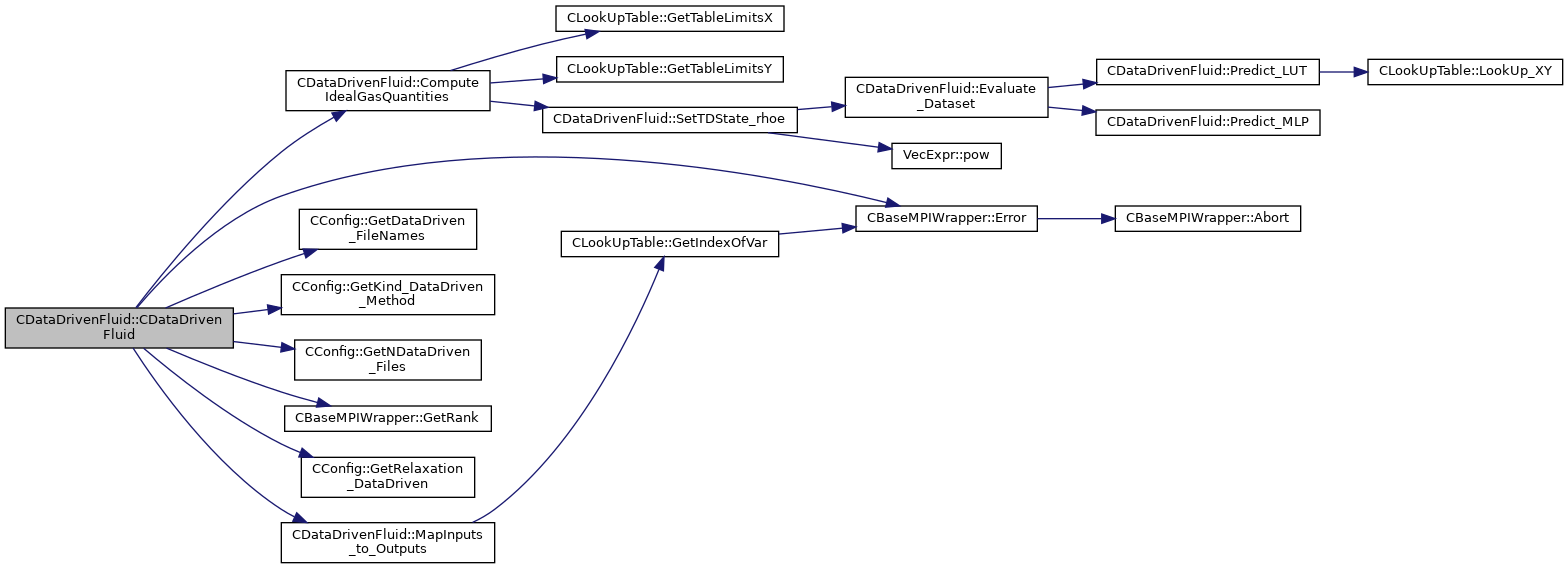 CLookUpTable::GetTableLimitsX
CDataDrivenFluid::Compute
IdealGasQuantities
CLookUpTable::GetTableLimitsY
CDataDrivenFluid::SetTDState_rhoe
CDataDrivenFluid::Evaluate
_Dataset
CDataDrivenFluid::Predict_LUT
CLookUpTable::LookUp_XY
CDataDrivenFluid::Predict_MLP
VecExpr::pow
CConfig::GetDataDriven
_FileNames
CLookUpTable::GetIndexOfVar
CBaseMPIWrapper::Error
CBaseMPIWrapper::Abort
CConfig::GetKind_DataDriven
_Method
CDataDrivenFluid::CDataDriven
Fluid
CConfig::GetNDataDriven
_Files
CBaseMPIWrapper::GetRank
CConfig::GetRelaxation
_DataDriven
CDataDrivenFluid::MapInputs
_to_Outputs